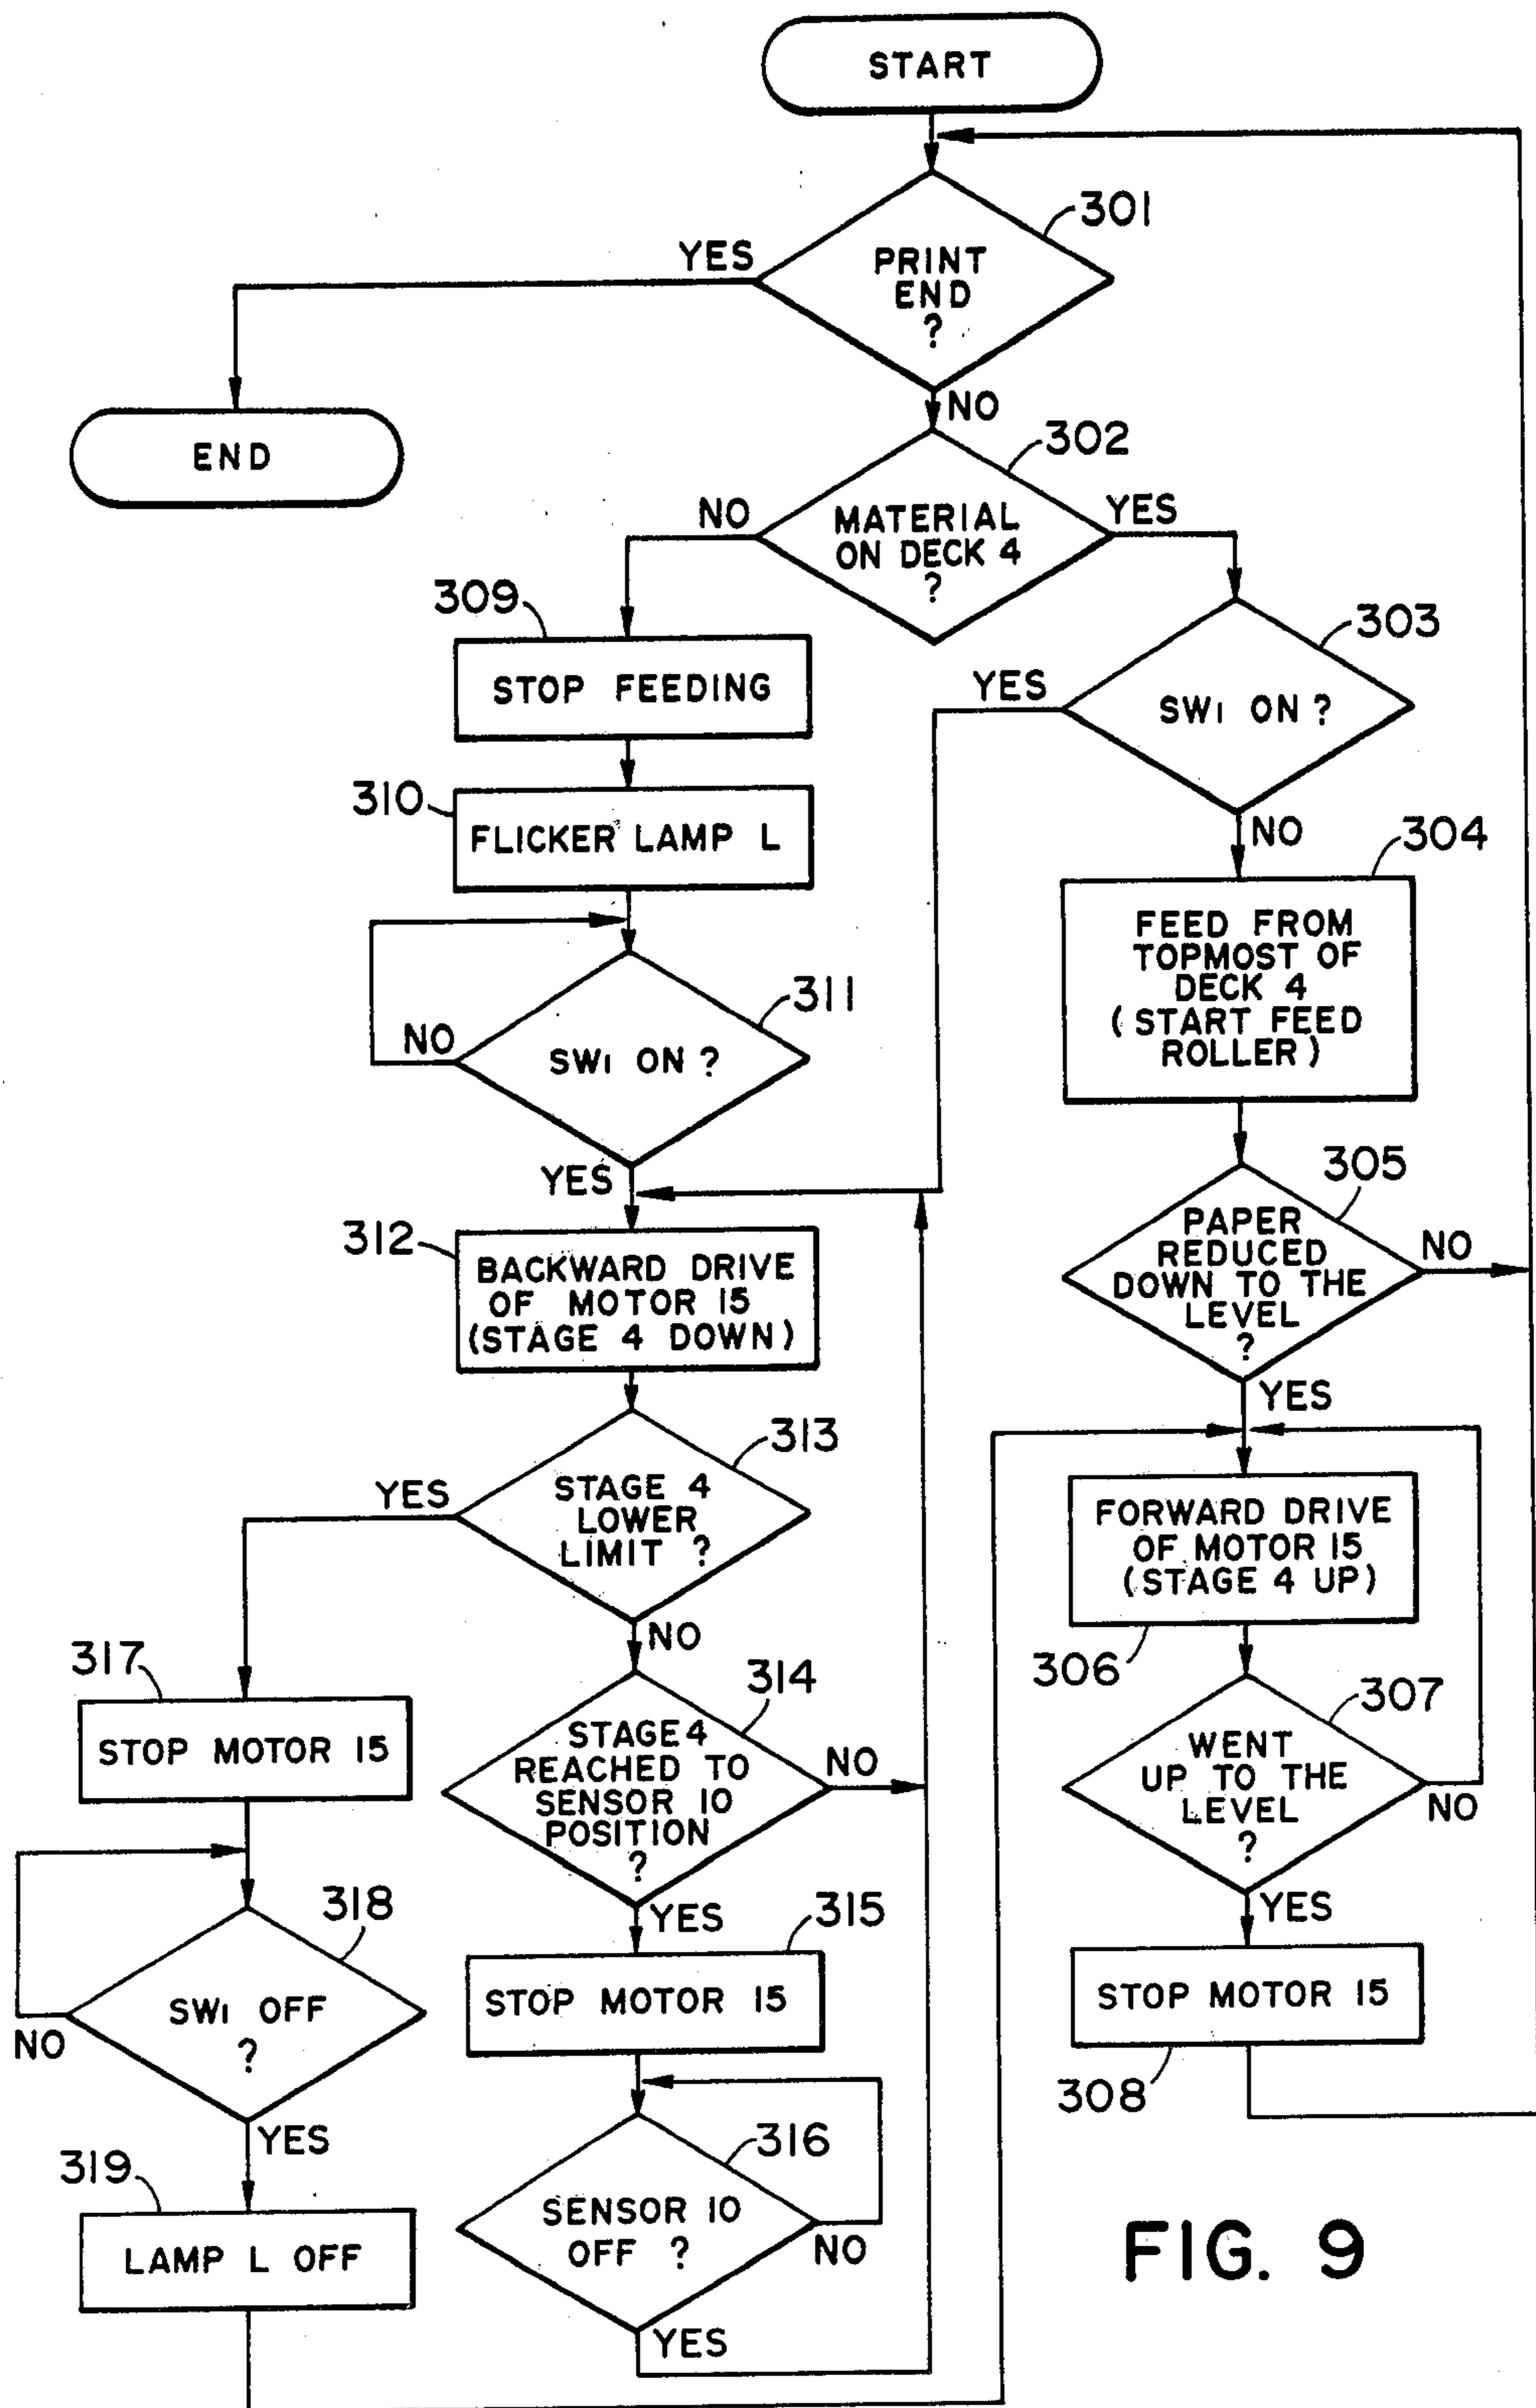 START
301
YES
PRINT
END
?
NO
END
302
NO
MATERIAL
ON DECK 4
?
YES
309
STOP FEEDING
303
YES
SW1 ON ?
310
FLICKER LAMP L
NO
304
FEED FROM
TOPMOST OF
DECK 4
( START FEED
ROLLER )
311
NO
SW1 ON ?
YES
305
PAPER
REDUCED
DOWN TO THE
LEVEL
?
NO
YES
312
BACKWARD DRIVE
OF MOTOR 15
(STAGE 4 DOWN)
313
YES
STAGE 4
LOWER
LIMIT ?
NO
FORWARD DRIVE
OF MOTOR 15
(STAGE 4 UP)
306
307
WENT
UP TO THE
LEVEL
?
NO
YES
317
STOP MOTOR 15
314
STAGE 4
REACHED TO
SENSOR 10
POSITION
?
NO
YES
315
STOP MOTOR 15
STOP MOTOR 15
308
318
SW1 OFF
?
NO
YES
316
SENSOR 10
OFF ?
NO
YES
319
LAMP L OFF
FIG. 9